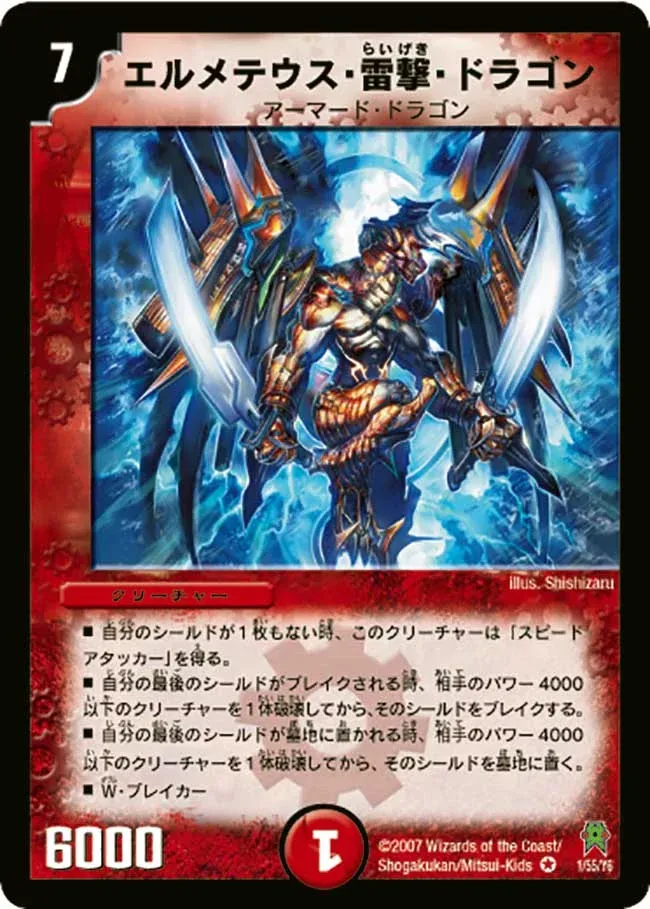 7
エルメテウス・雷撃・ドラゴン
らいげき
アーマード・ドラゴン
illus. Shishizaru
クリーチャー
■ 自分のシールドが1枚もない時、このクリーチャーは「スピード
アタッカー」を得る。
■ 自分の最後のシールドがブレイクされる時、相手のパワー 4000
以下のクリーチャーを1体破壊してから、そのシールドをブレイクする。
■ 自分の最後のシールドが墓地に置かれる時、相手のパワー 4000
以下のクリーチャーを1体破壊してから、そのシールドを墓地に置く。
■ W・ブレイカー
6000
1
©2007 Wizards of the Coast/
Shogakukan/Mitsui-Kids
1/55/Y6